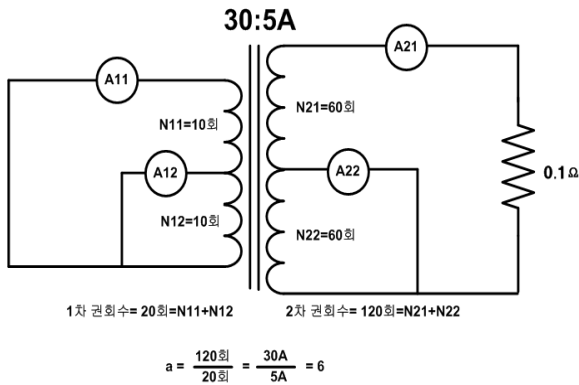 30:5A
A11
A21
N11=10회
N21=60회
A12
A22
0.1Ω
N12=10회
N22=60회
1차 권회수= 20회=N11+N12
2차 권회수= 120회=N21+N22
a = 120회/20회 = 30A/5A = 6